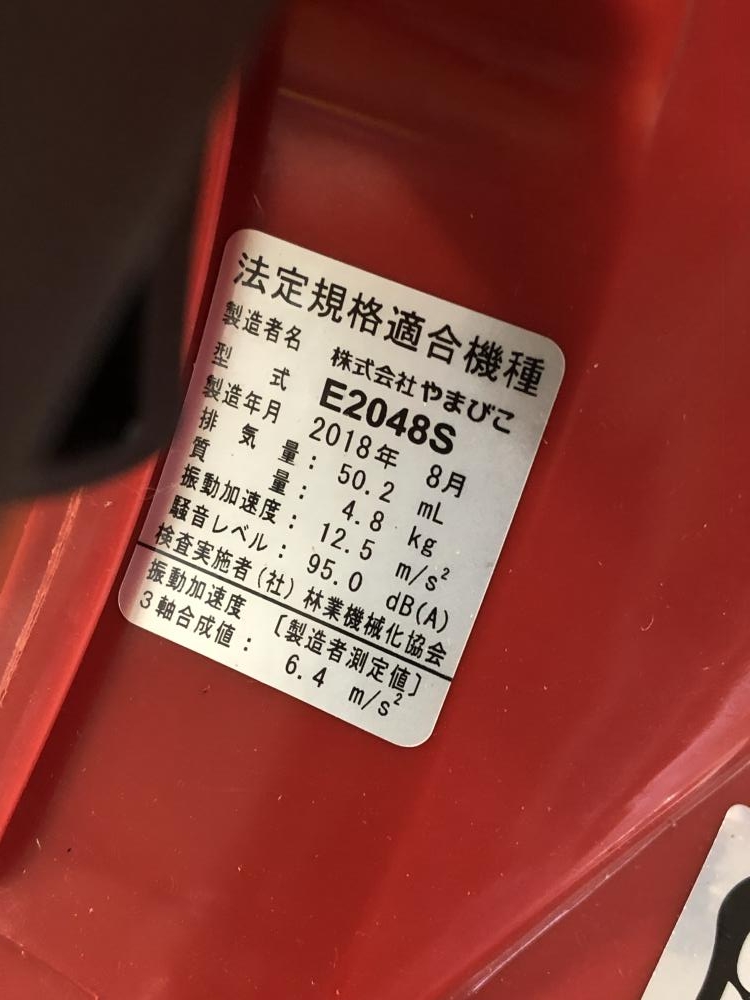 法定規格適合機種
製造者名 株式会社やまびこ
型式 E2048S
製造年月 2018年 8月
排気量: 50.2 mL
質量: 4.8 kg
振動加速度: 12.5 m/s²
騒音レベル: 95.0 dB(A)
検査実施者(社)林業機械化協会
振動加速度 [製造者測定値]
3軸合成値: 6.4 m/s²